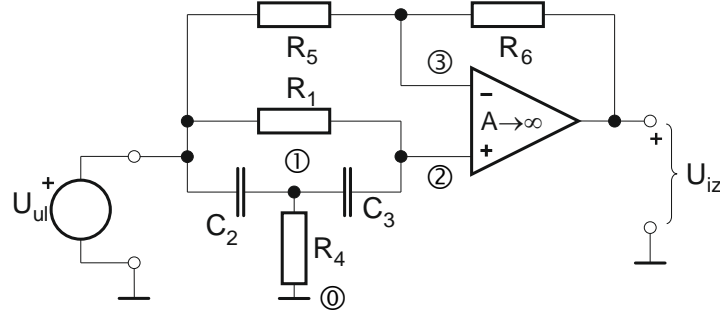 R5
R6
③
R1
−
A→∞
+
①
+
+
②
Uul
Uiz
C2
C3
R4
⓪